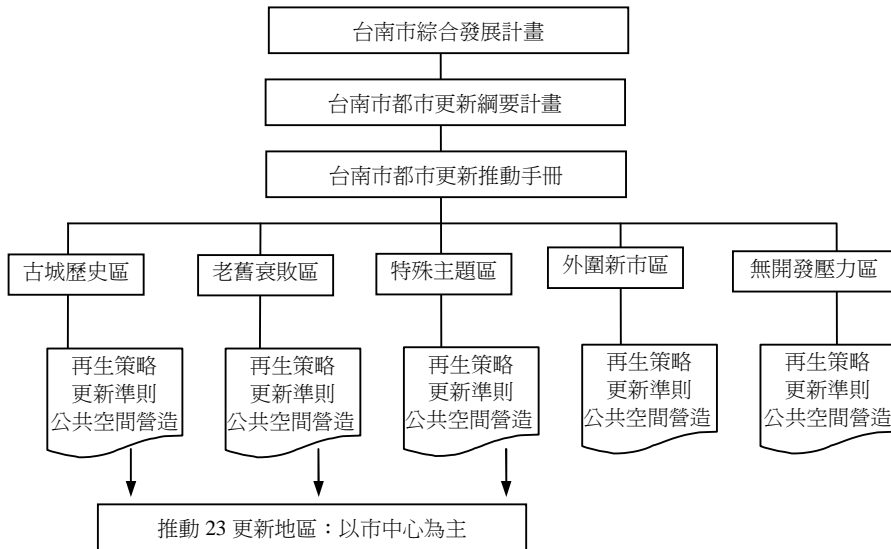 台南市綜合發展計畫
台南市都市更新綱要計畫
台南市都市更新推動手冊
古城歷史區
老舊衰敗區
特殊主題區
外圍新市區
無開發壓力區
再生策略
更新準則
公共空間營造
再生策略
更新準則
公共空間營造
再生策略
更新準則
公共空間營造
再生策略
更新準則
公共空間營造
再生策略
更新準則
公共空間營造
推動 23 更新地區：以市中心為主